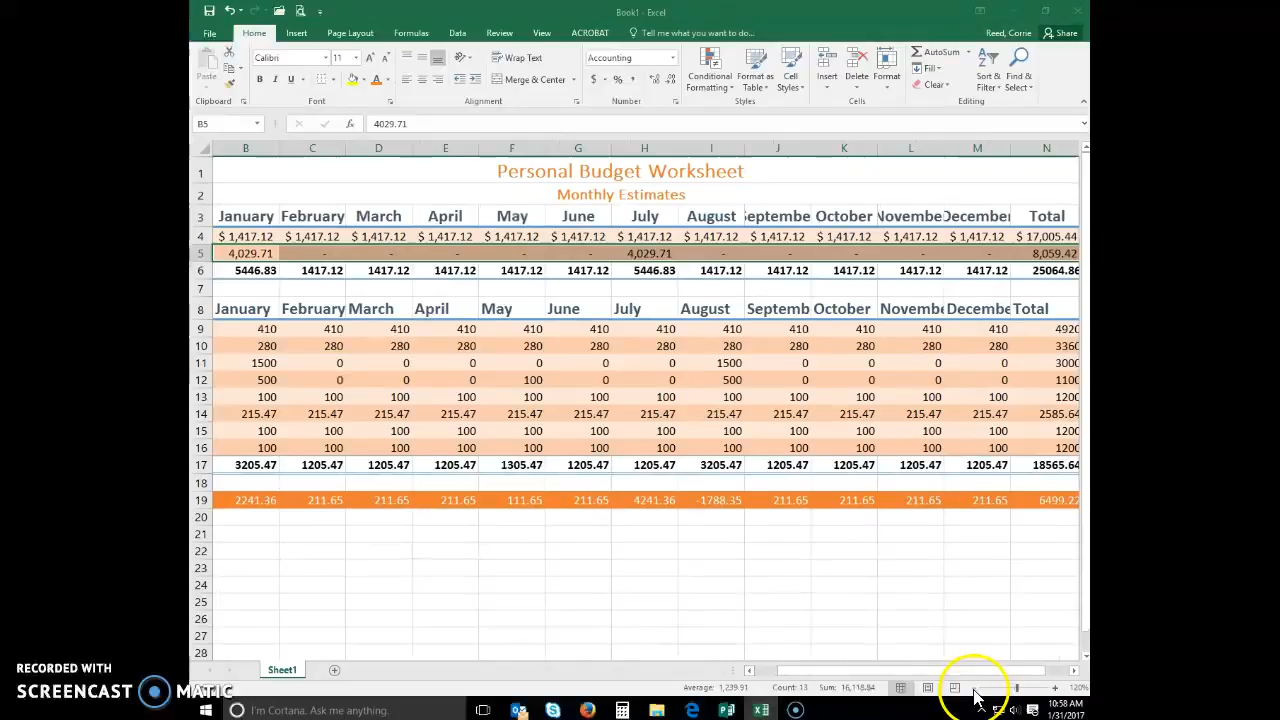 Book1 - Excel
File Home Insert Page Layout Formulas Data Review View ACROBAT Tell me what you want to do... Reed, Corrie Share
Calibri 11 Wrap Text Accounting AutoSum
Paste B I U Merge & Center $ % , Conditional Formatting Format as Table Cell Styles Insert Delete Format Fill Clear Sort & Filter Find & Select
Clipboard Font Alignment Number Styles Cells Editing
B5 fx 4029.71
B C D E F G H I J K L M N
1 Personal Budget Worksheet
2 Monthly Estimates
3 January February March April May June July August Septembe October Novembe December Total
4 $ 1,417.12 $ 1,417.12 $ 1,417.12 $ 1,417.12 $ 1,417.12 $ 1,417.12 $ 1,417.12 $ 1,417.12 $ 1,417.12 $ 1,417.12 $ 1,417.12 $ 1,417.12 $ 17,005.44
5 4,029.71 - - - - - 4,029.71 - - - - - 8,059.42
6 5446.83 1417.12 1417.12 1417.12 1417.12 1417.12 5446.83 1417.12 1417.12 1417.12 1417.12 1417.12 25064.86
7
8 January February March April May June July August Septemb October Novembe Decembe Total
9 410 410 410 410 410 410 410 410 410 410 410 410 4920
10 280 280 280 280 280 280 280 280 280 280 280 280 3360
11 1500 0 0 0 0 0 0 1500 0 0 0 0 3000
12 500 0 0 0 100 0 0 500 0 0 0 0 1100
13 100 100 100 100 100 100 100 100 100 100 100 100 1200
14 215.47 215.47 215.47 215.47 215.47 215.47 215.47 215.47 215.47 215.47 215.47 215.47 2585.64
15 100 100 100 100 100 100 100 100 100 100 100 100 1200
16 100 100 100 100 100 100 100 100 100 100 100 100 1200
17 3205.47 1205.47 1205.47 1205.47 1305.47 1205.47 1205.47 3205.47 1205.47 1205.47 1205.47 1205.47 18565.64
18
19 2241.36 211.65 211.65 211.65 111.65 211.65 4241.36 -1788.35 211.65 211.65 211.65 211.65 6499.22
20
21
22
23
24
25
26
27
28
Sheet1
Average: 1,239.91 Count: 13 Sum: 16,118.84 120%
I'm Cortana. Ask me anything. 10:58 AM
1/31/2017
RECORDED WITH
SCREENCAST MATIC